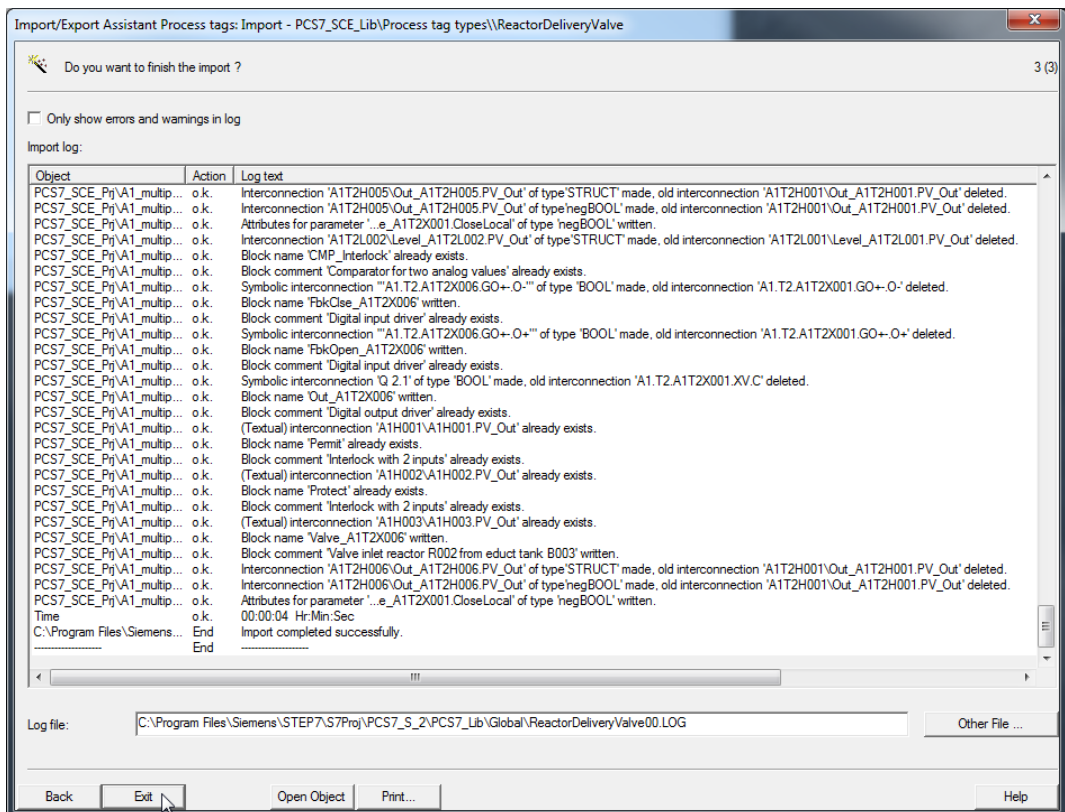 Import/Export Assistant Process tags: Import - PCS7_SCE_Lib\Process tag types\\ReactorDeliveryValve
Do you want to finish the import ? 3 (3)
Only show errors and warnings in log
Import log:
Object Action Log text
PCS7_SCE_Prj\A1_multip... o.k. Interconnection 'A1T2H005\Out_A1T2H005.PV_Out' of type'STRUCT' made, old interconnection 'A1T2H001\Out_A1T2H001.PV_Out' deleted.
PCS7_SCE_Prj\A1_multip... o.k. Interconnection 'A1T2H005\Out_A1T2H005.PV_Out' of type'negBOOL' made, old interconnection 'A1T2H001\Out_A1T2H001.PV_Out' deleted.
PCS7_SCE_Prj\A1_multip... o.k. Attributes for parameter '...e_A1T2X001.CloseLocal' of type 'negBOOL' written.
PCS7_SCE_Prj\A1_multip... o.k. Interconnection 'A1T2L002\Level_A1T2L002.PV_Out' of type'STRUCT' made, old interconnection 'A1T2L001\Level_A1T2L001.PV_Out' deleted.
PCS7_SCE_Prj\A1_multip... o.k. Block name 'CMP_Interlock' already exists.
PCS7_SCE_Prj\A1_multip... o.k. Block comment 'Comparator for two analog values' already exists.
PCS7_SCE_Prj\A1_multip... o.k. Symbolic interconnection '"A1.T2.A1T2X006.GO+-.O-"' of type 'BOOL' made, old interconnection 'A1.T2.A1T2X001.GO+-.O-' deleted.
PCS7_SCE_Prj\A1_multip... o.k. Block name 'FbkClse_A1T2X006' written.
PCS7_SCE_Prj\A1_multip... o.k. Block comment 'Digital input driver' already exists.
PCS7_SCE_Prj\A1_multip... o.k. Symbolic interconnection '"A1.T2.A1T2X006.GO+-.O+"' of type 'BOOL' made, old interconnection 'A1.T2.A1T2X001.GO+-.O+' deleted.
PCS7_SCE_Prj\A1_multip... o.k. Block name 'FbkOpen_A1T2X006' written.
PCS7_SCE_Prj\A1_multip... o.k. Block comment 'Digital input driver' already exists.
PCS7_SCE_Prj\A1_multip... o.k. Symbolic interconnection 'Q 2.1' of type 'BOOL' made, old interconnection 'A1.T2.A1T2X001.XV.C' deleted.
PCS7_SCE_Prj\A1_multip... o.k. Block name 'Out_A1T2X006' written.
PCS7_SCE_Prj\A1_multip... o.k. Block comment 'Digital output driver' already exists.
PCS7_SCE_Prj\A1_multip... o.k. (Textual) interconnection 'A1H001\A1H001.PV_Out' already exists.
PCS7_SCE_Prj\A1_multip... o.k. Block name 'Permit' already exists.
PCS7_SCE_Prj\A1_multip... o.k. Block comment 'Interlock with 2 inputs' already exists.
PCS7_SCE_Prj\A1_multip... o.k. (Textual) interconnection 'A1H002\A1H002.PV_Out' already exists.
PCS7_SCE_Prj\A1_multip... o.k. Block name 'Protect' already exists.
PCS7_SCE_Prj\A1_multip... o.k. Block comment 'Interlock with 2 inputs' already exists.
PCS7_SCE_Prj\A1_multip... o.k. (Textual) interconnection 'A1H003\A1H003.PV_Out' already exists.
PCS7_SCE_Prj\A1_multip... o.k. Block name 'Valve_A1T2X006' written.
PCS7_SCE_Prj\A1_multip... o.k. Block comment 'Valve inlet reactor R002 from educt tank B003' written.
PCS7_SCE_Prj\A1_multip... o.k. Interconnection 'A1T2H006\Out_A1T2H006.PV_Out' of type'STRUCT' made, old interconnection 'A1T2H001\Out_A1T2H001.PV_Out' deleted.
PCS7_SCE_Prj\A1_multip... o.k. Interconnection 'A1T2H006\Out_A1T2H006.PV_Out' of type'negBOOL' made, old interconnection 'A1T2H001\Out_A1T2H001.PV_Out' deleted.
PCS7_SCE_Prj\A1_multip... o.k. Attributes for parameter '...e_A1T2X001.CloseLocal' of type 'negBOOL' written.
Time o.k. 00:00:04 Hr:Min:Sec
C:\Program Files\Siemens... End Import completed successfully.
-------------------- End --------------------
Log file: C:\Program Files\Siemens\STEP7\S7Proj\PCS7_S_2\PCS7_Lib\Global\ReactorDeliveryValve00.LOG Other File ...
Back Exit Open Object Print... Help